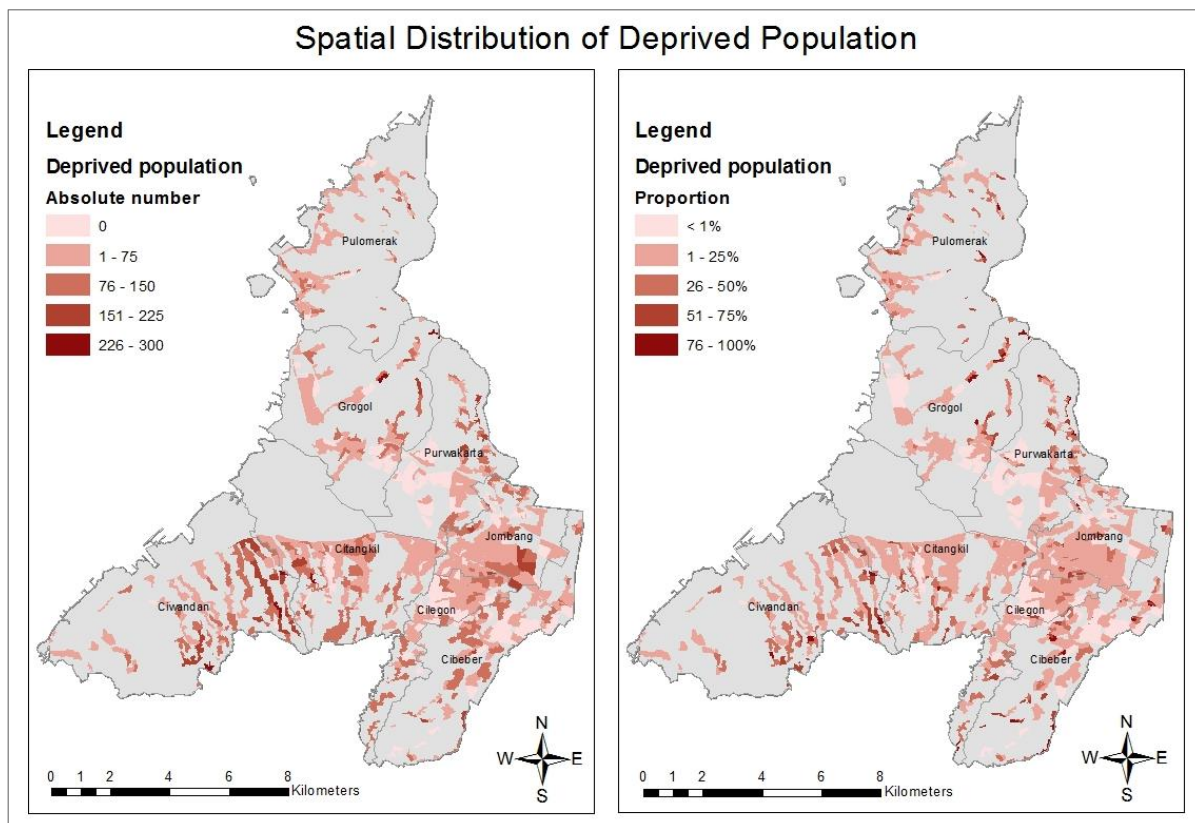 Spatial Distribution of Deprived Population
Legend
Deprived population
Absolute number
0
1 - 75
76 - 150
151 - 225
226 - 300
Pulomerak
Grogol
Purwakarta
Jombang
Citangkil
Ciwandan
Cilegon
Cibeber
N
W E
S
0 1 2 4 6 8
Kilometers
Legend
Deprived population
Proportion
< 1%
1 - 25%
26 - 50%
51 - 75%
76 - 100%
Pulomerak
Grogol
Purwakarta
Jombang
Citangkil
Ciwandan
Cilegon
Cibeber
N
W E
S
0 1 2 4 6 8
Kilometers